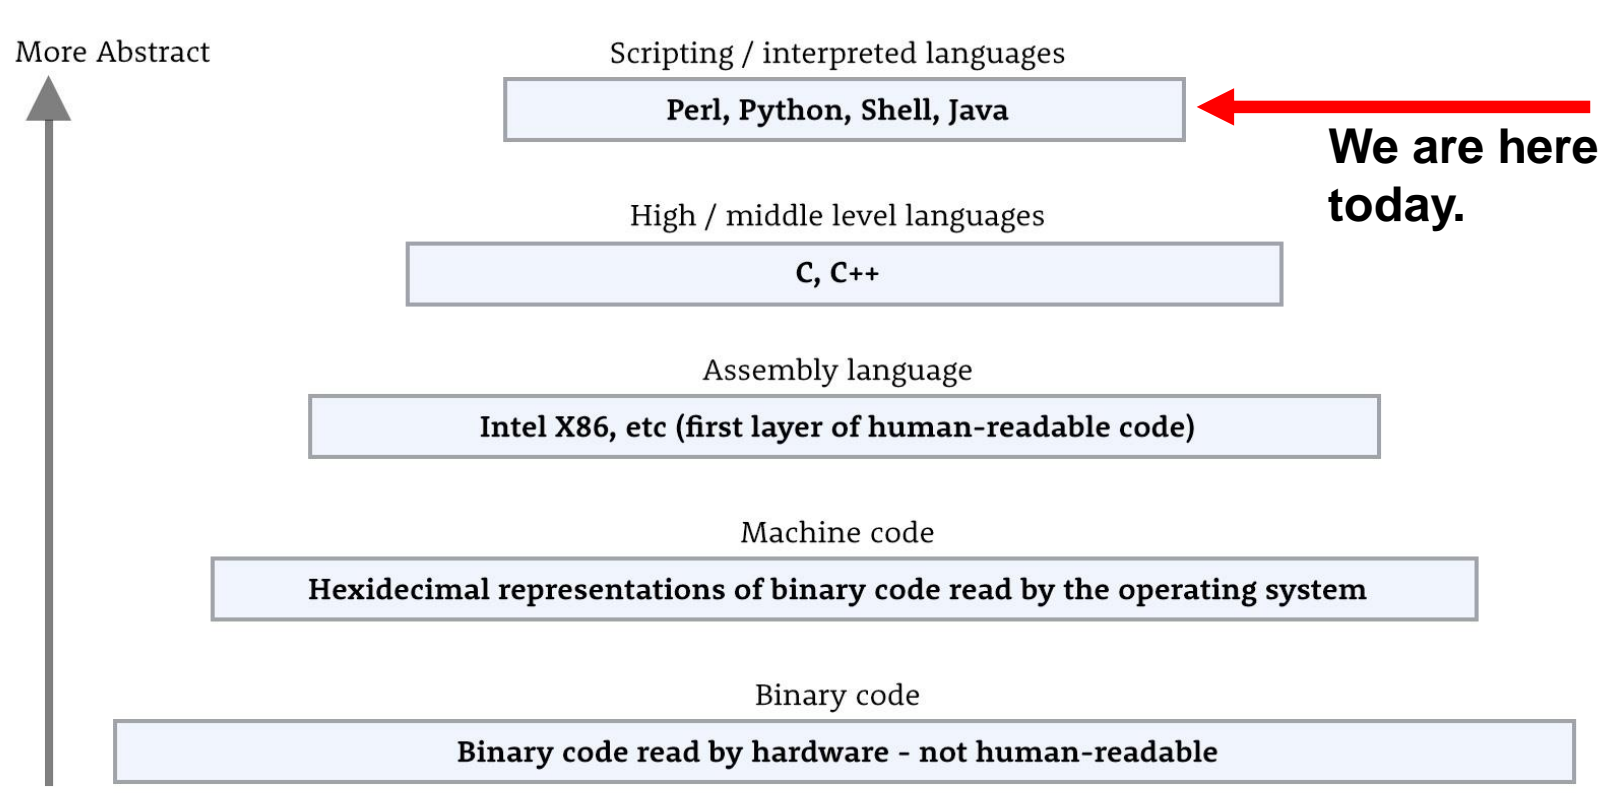 More Abstract
Scripting / interpreted languages
Perl, Python, Shell, Java
We are here
today.
High / middle level languages
C, C++
Assembly language
Intel X86, etc (first layer of human-readable code)
Machine code
Hexidecimal representations of binary code read by the operating system
Binary code
Binary code read by hardware - not human-readable